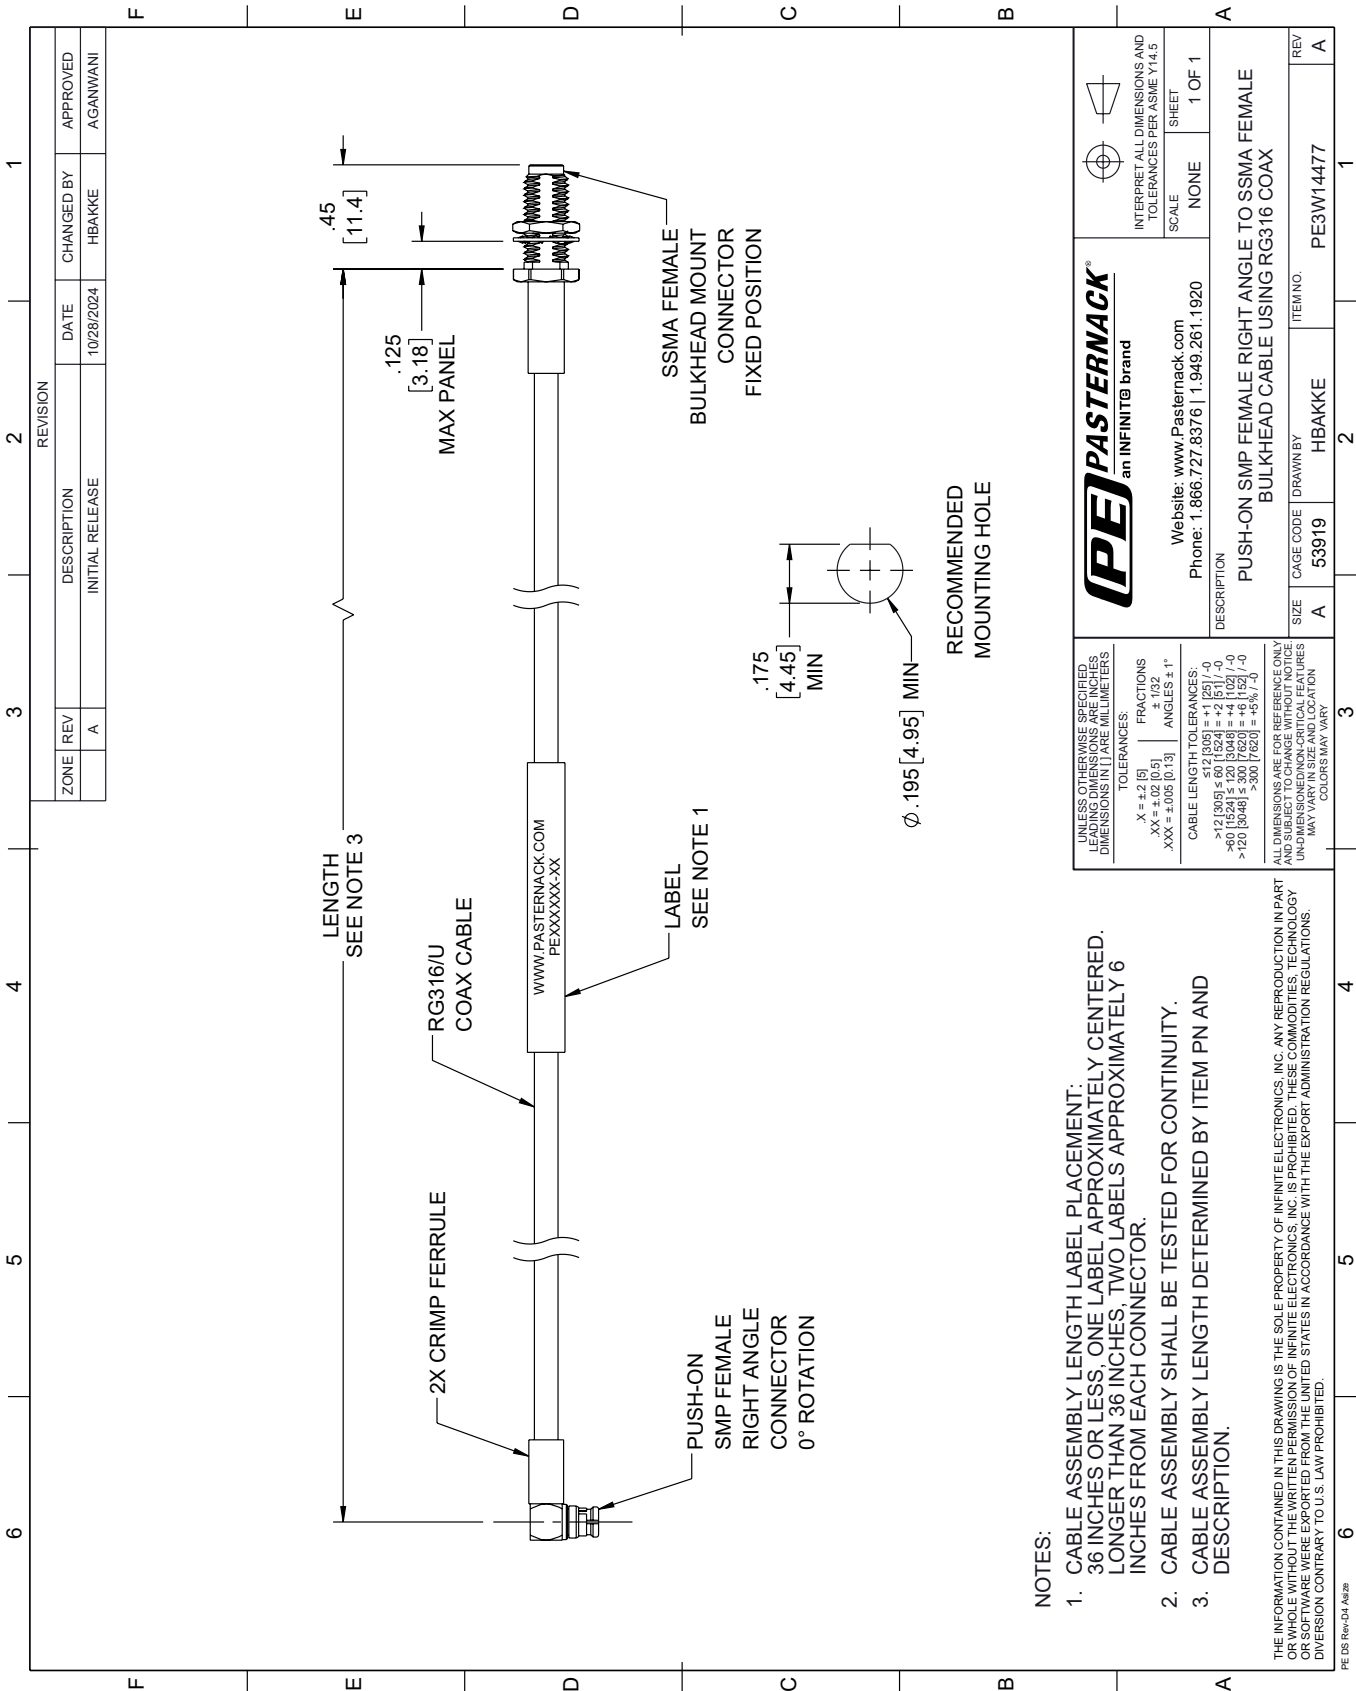 6
5
4
3
2
1
F
E
D
C
B
A
REVISION
ZONE REV DESCRIPTION DATE CHANGED BY APPROVED
A INITIAL RELEASE 10/28/2024 HBAKKE AGANWANI
LENGTH
SEE NOTE 3
.45
[11.4]
.125
[3.18]
MAX PANEL
2X CRIMP FERRULE
RG316/U
COAX CABLE
WWW.PASTERNACK.COM
PEXXXXXX-XX
PUSH-ON
SMP FEMALE
RIGHT ANGLE
CONNECTOR
0° ROTATION
LABEL
SEE NOTE 1
SSMA FEMALE
BULKHEAD MOUNT
CONNECTOR
FIXED POSITION
.175
[4.45]
MIN
Ø.195 [4.95] MIN
RECOMMENDED
MOUNTING HOLE
NOTES:
1. CABLE ASSEMBLY LENGTH LABEL PLACEMENT:
36 INCHES OR LESS, ONE LABEL APPROXIMATELY CENTERED.
LONGER THAN 36 INCHES, TWO LABELS APPROXIMATELY 6
INCHES FROM EACH CONNECTOR.
2. CABLE ASSEMBLY SHALL BE TESTED FOR CONTINUITY.
3. CABLE ASSEMBLY LENGTH DETERMINED BY ITEM PN AND
DESCRIPTION.
THE INFORMATION CONTAINED IN THIS DRAWING IS THE SOLE PROPERTY OF INFINITE ELECTRONICS, INC. ANY REPRODUCTION IN PART
OR WHOLE WITHOUT THE WRITTEN PERMISSION OF INFINITE ELECTRONICS, INC. IS PROHIBITED. THESE COMMODITIES, TECHNOLOGY
OR SOFTWARE WERE EXPORTED FROM THE UNITED STATES IN ACCORDANCE WITH THE EXPORT ADMINISTRATION REGULATIONS.
DIVERSION CONTRARY TO U.S. LAW PROHIBITED.
UNLESS OTHERWISE SPECIFIED
LEADING DIMENSIONS ARE INCHES
DIMENSIONS IN [ ] ARE MILLIMETERS
TOLERANCES:
.X = ±.2 [5] FRACTIONS
.XX = ±.02 [0.5] ± 1/32
.XXX = ±.005 [0.13] ANGLES ± 1°
CABLE LENGTH TOLERANCES:
≤12 [305] = +1 [25] / -0
>12 [305] ≤ 60 [1524] = +2 [51] / -0
>60 [1524] ≤ 120 [3048] = +4 [102] / -0
>120 [3048] ≤ 300 [7620] = +6 [152] / -0
>300 [7620] = +5% / -0
ALL DIMENSIONS ARE FOR REFERENCE ONLY
AND SUBJECT TO CHANGE WITHOUT NOTICE.
UN-DIMENSIONED/NON-CRITICAL FEATURES
MAY VARY IN SIZE AND LOCATION
COLORS MAY VARY
PE PASTERNACK®
an INFINIT@ brand
Website: www.Pasternack.com
Phone: 1.866.727.8376 | 1.949.261.1920
INTERPRET ALL DIMENSIONS AND
TOLERANCES PER ASME Y14.5
SCALE SHEET
NONE 1 OF 1
DESCRIPTION
PUSH-ON SMP FEMALE RIGHT ANGLE TO SSMA FEMALE
BULKHEAD CABLE USING RG316 COAX
SIZE CAGE CODE DRAWN BY ITEM NO. REV
A 53919 HBAKKE PE3W14477 A
PE DS Rev-D4 Asize
6
5
4
3
2
1
F
E
D
C
B
A